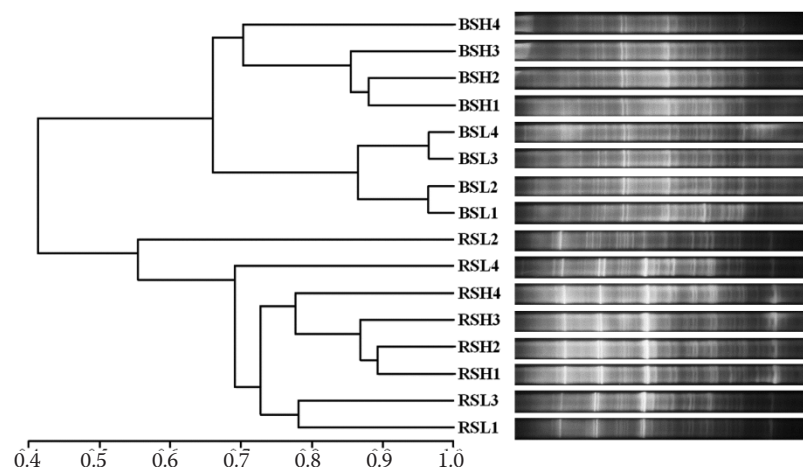 BSH4
BSH3
BSH2
BSH1
BSL4
BSL3
BSL2
BSL1
RSL2
RSL4
RSH4
RSH3
RSH2
RSH1
RSL3
RSL1
0.4 0.5 0.6 0.7 0.8 0.9 1.0